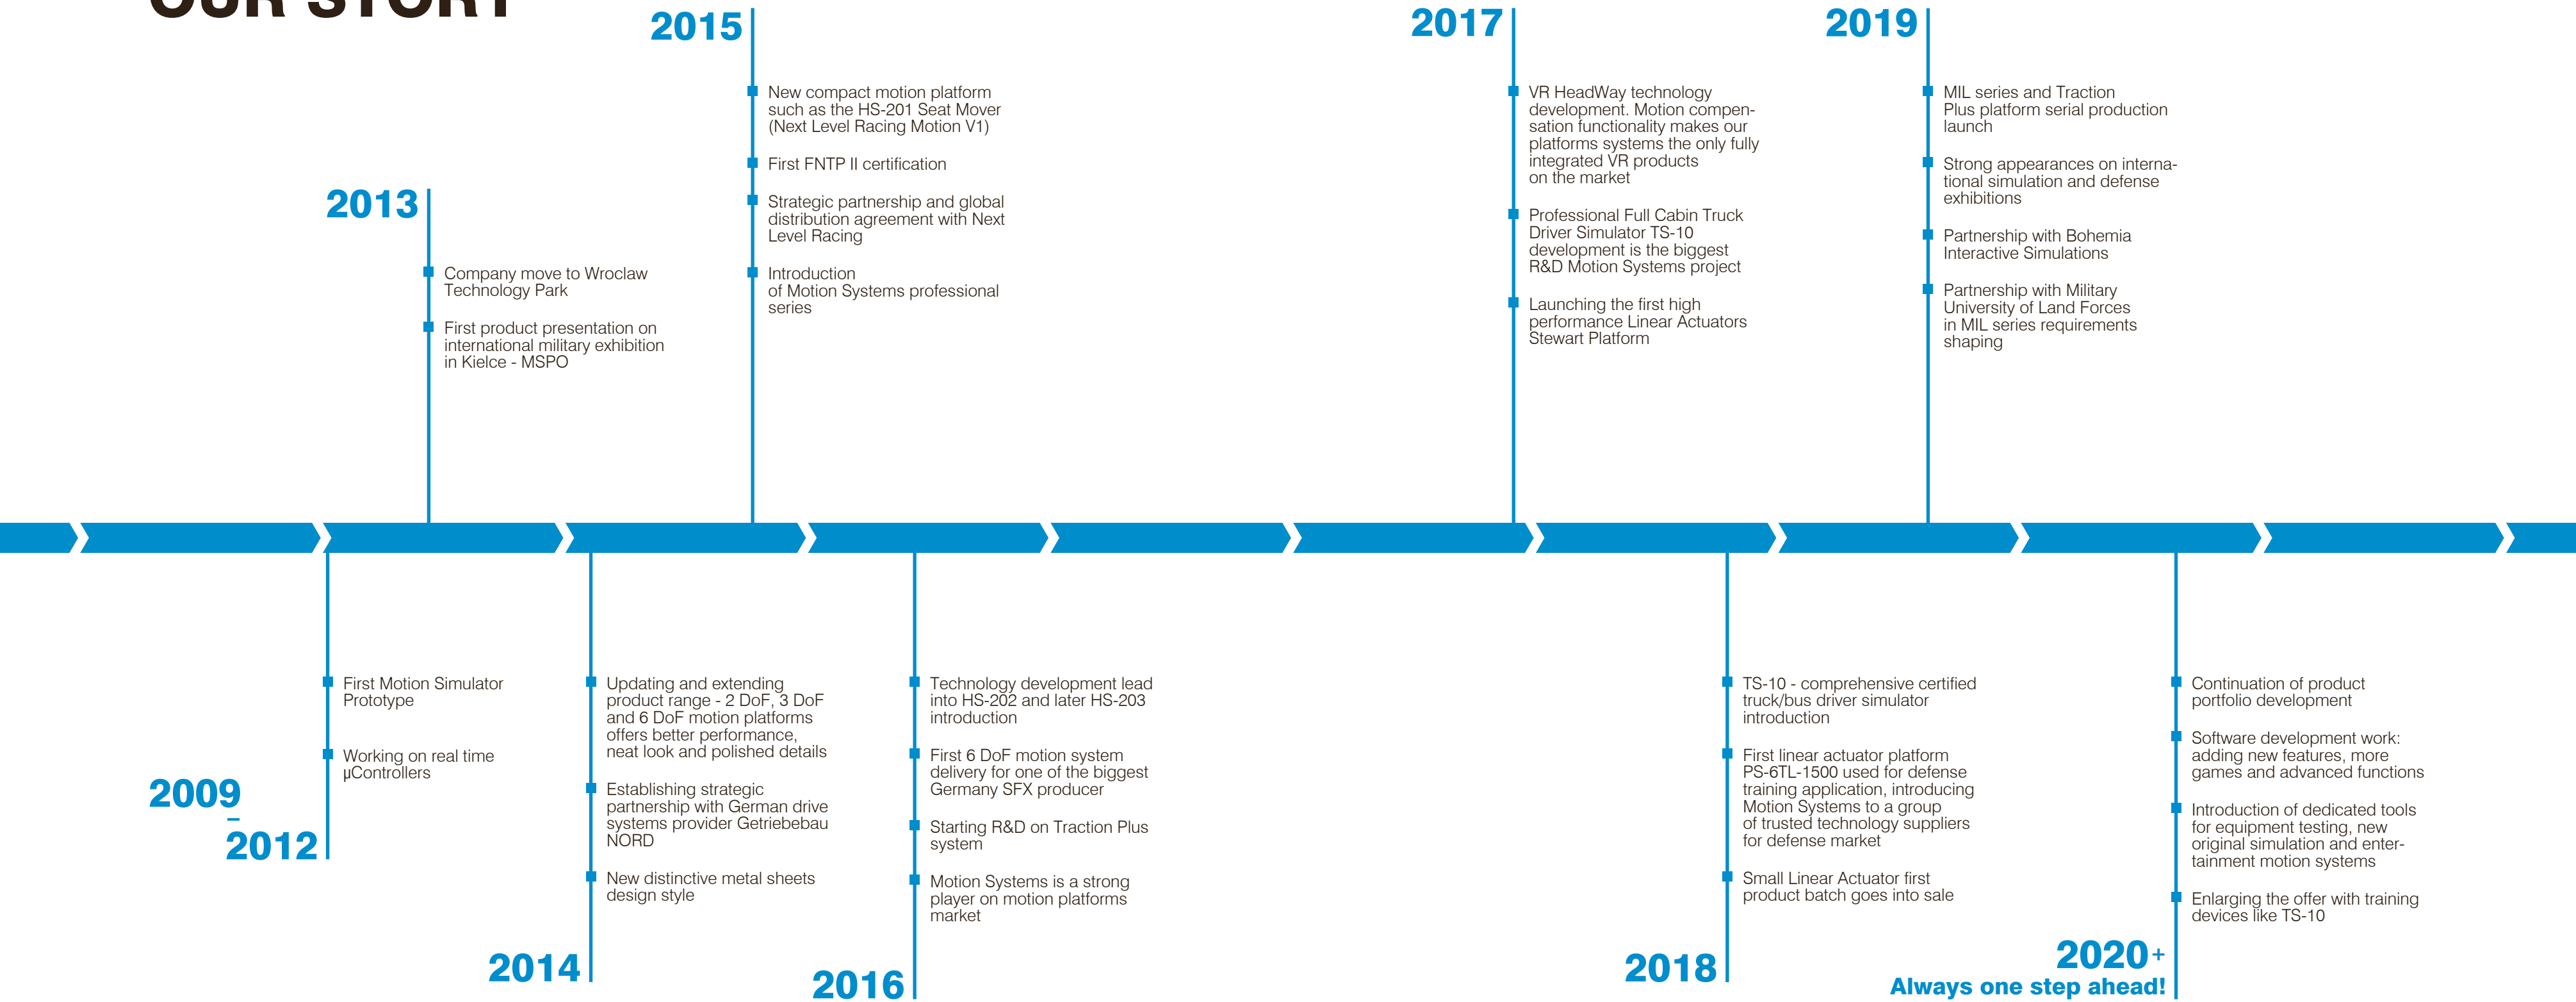 OUR STORY
2009
–
2012
First Motion Simulator
Prototype
Working on real time
µControllers
2013
Company move to Wroclaw
Technology Park
First product presentation on
international military exhibition
in Kielce - MSPO
2014
Updating and extending
product range - 2 DoF, 3 DoF
and 6 DoF motion platforms
offers better performance,
neat look and polished details
Establishing strategic
partnership with German drive
systems provider Getriebebau
NORD
New distinctive metal sheets
design style
2015
New compact motion platform
such as the HS-201 Seat Mover
(Next Level Racing Motion V1)
First FNTP II certification
Strategic partnership and global
distribution agreement with Next
Level Racing
Introduction
of Motion Systems professional
series
2016
Technology development lead
into HS-202 and later HS-203
introduction
First 6 DoF motion system
delivery for one of the biggest
Germany SFX producer
Starting R&D on Traction Plus
system
Motion Systems is a strong
player on motion platforms
market
2017
VR HeadWay technology
development. Motion compen-
sation functionality makes our
platforms systems the only fully
integrated VR products
on the market
Professional Full Cabin Truck
Driver Simulator TS-10
development is the biggest
R&D Motion Systems project
Launching the first high
performance Linear Actuators
Stewart Platform
2018
TS-10 - comprehensive certified
truck/bus driver simulator
introduction
First linear actuator platform
PS-6TL-1500 used for defense
training application, introducing
Motion Systems to a group
of trusted technology suppliers
for defense market
Small Linear Actuator first
product batch goes into sale
2019
MIL series and Traction
Plus platform serial production
launch
Strong appearances on interna-
tional simulation and defense
exhibitions
Partnership with Bohemia
Interactive Simulations
Partnership with Military
University of Land Forces
in MIL series requirements
shaping
2020+
Always one step ahead!
Continuation of product
portfolio development
Software development work:
adding new features, more
games and advanced functions
Introduction of dedicated tools
for equipment testing, new
original simulation and enter-
tainment motion systems
Enlarging the offer with training
devices like TS-10